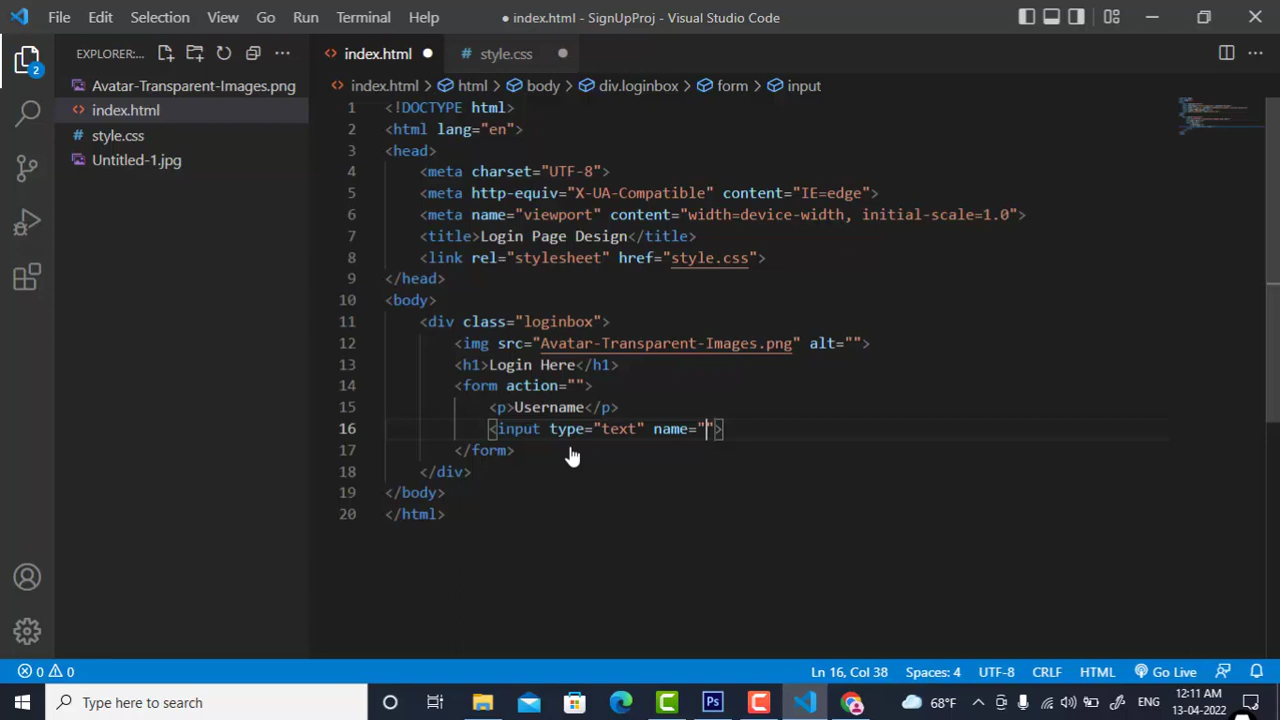 File Edit Selection View Go Run Terminal Help
● index.html - SignUpProj - Visual Studio Code
EXPLORER:...
index.html
# style.css
2
Avatar-Transparent-Images.png
index.html
style.css
Untitled-1.jpg
index.html > html > body > div.loginbox > form > input
1 <!DOCTYPE html>
2 <html lang="en">
3 <head>
4 <meta charset="UTF-8">
5 <meta http-equiv="X-UA-Compatible" content="IE=edge">
6 <meta name="viewport" content="width=device-width, initial-scale=1.0">
7 <title>Login Page Design</title>
8 <link rel="stylesheet" href="style.css">
9 </head>
10 <body>
11 <div class="loginbox">
12 <img src="Avatar-Transparent-Images.png" alt="">
13 <h1>Login Here</h1>
14 <form action="">
15 <p>Username</p>
16 <input type="text" name="">
17 </form>
18 </div>
19 </body>
20 </html>
0 0
Ln 16, Col 38 Spaces: 4 UTF-8 CRLF HTML Go Live
Type here to search
Ps
68°F
ENG
12:11 AM
13-04-2022